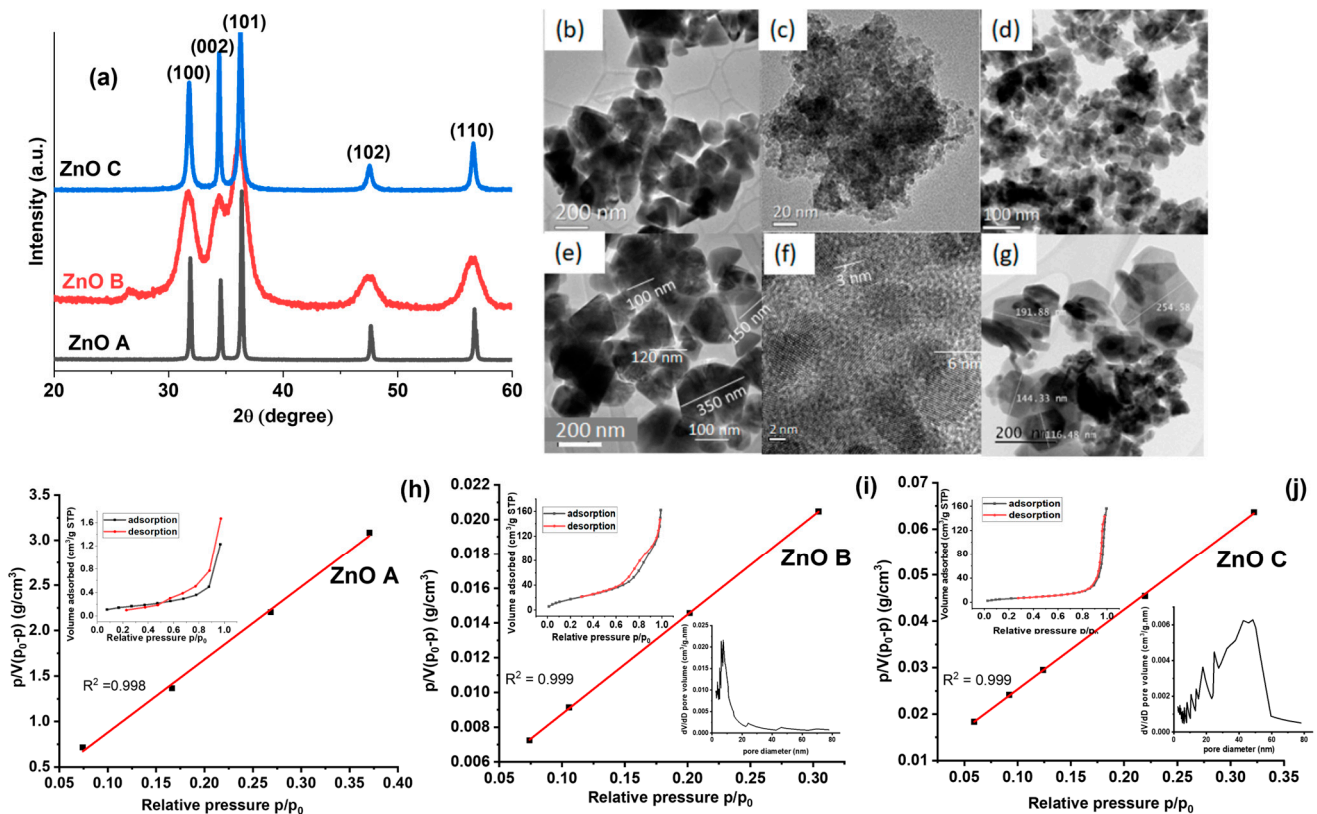 (a)
(100)
(002)
(101)
(102)
(110)
ZnO C
ZnO B
ZnO A
Intensity (a.u.)
20 30 40 50 60
2θ (degree)
(b)
200 nm
(c)
20 nm
(d)
100 nm
(e)
100 nm
150 nm
120 nm
350 nm
200 nm
100 nm
(f)
3 nm
6 nm
2 nm
(g)
191.88 nm
254.58
144.33 nm
116.48 nm
200 nm
(h)
ZnO A
p/V(p₀-p) (g/cm³)
3.5
3.0
2.5
2.0
1.5
1.0
0.5
0.05 0.10 0.15 0.20 0.25 0.30 0.35 0.40
Relative pressure p/p₀
R² =0.998
adsorption
desorption
Volume adsorbed (cm³/g STP)
1.6
1.2
0.8
0.4
0.0
0.0 0.2 0.4 0.6 0.8 1.0
Relative pressure p/p₀
(i)
ZnO B
p/V(p₀-p) (g/cm³)
0.022
0.020
0.018
0.016
0.014
0.012
0.010
0.008
0.006
0.05 0.10 0.15 0.20 0.25 0.30
Relative pressure p/p₀
R² =0.999
adsorption
desorption
Volume adsorbed (cm³/g STP)
160
120
80
40
0
0.0 0.2 0.4 0.6 0.8 1.0
Relative pressure p/p₀
dV/dD pore volume (cm³/g.nm)
0.025
0.020
0.015
0.010
0.005
0.000
0 20 40 60 80
pore diameter (nm)
(j)
ZnO C
p/V(p₀-p) (g/cm³)
0.07
0.06
0.05
0.04
0.03
0.02
0.01
0.00
0.05 0.10 0.15 0.20 0.25 0.30 0.35
Relative pressure p/p₀
R² =0.999
adsorption
desorption
Volume adsorbed (cm³/g STP)
160
120
80
40
0
0.0 0.2 0.4 0.6 0.8 1.0
Relative pressure p/p₀
dV/dD pore volume (cm³/g.nm)
0.006
0.004
0.002
0.000
0 20 40 60 80
pore diameter (nm)